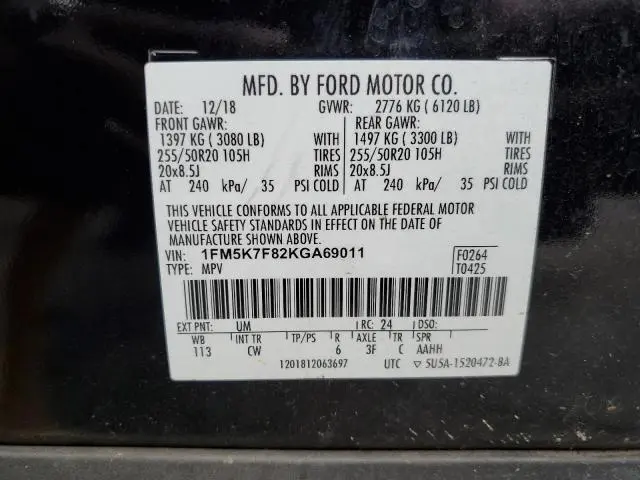 MFD. BY FORD MOTOR CO.
DATE: 12/18 GVWR: 2776 KG ( 6120 LB)
FRONT GAWR: REAR GAWR:
1397 KG ( 3080 LB) WITH 1497 KG ( 3300 LB) WITH
255/50R20 105H TIRES 255/50R20 105H TIRES
20x8.5J RIMS 20x8.5J RIMS
AT 240 kPa/ 35 PSI COLD AT 240 kPa/ 35 PSI COLD
THIS VEHICLE CONFORMS TO ALL APPLICABLE FEDERAL MOTOR
VEHICLE SAFETY STANDARDS IN EFFECT ON THE DATE OF
MANUFACTURE SHOWN ABOVE.
VIN: 1FM5K7F82KGA69011 F0264
TYPE: MPV T0425
EXT PNT: UM RC: 24 DSO:
WB INT TR TP/PS R AXLE TR SPR
113 CW 6 3F C AAHH
1201812063697 UTC ▽ 5U5A-1520472-BA